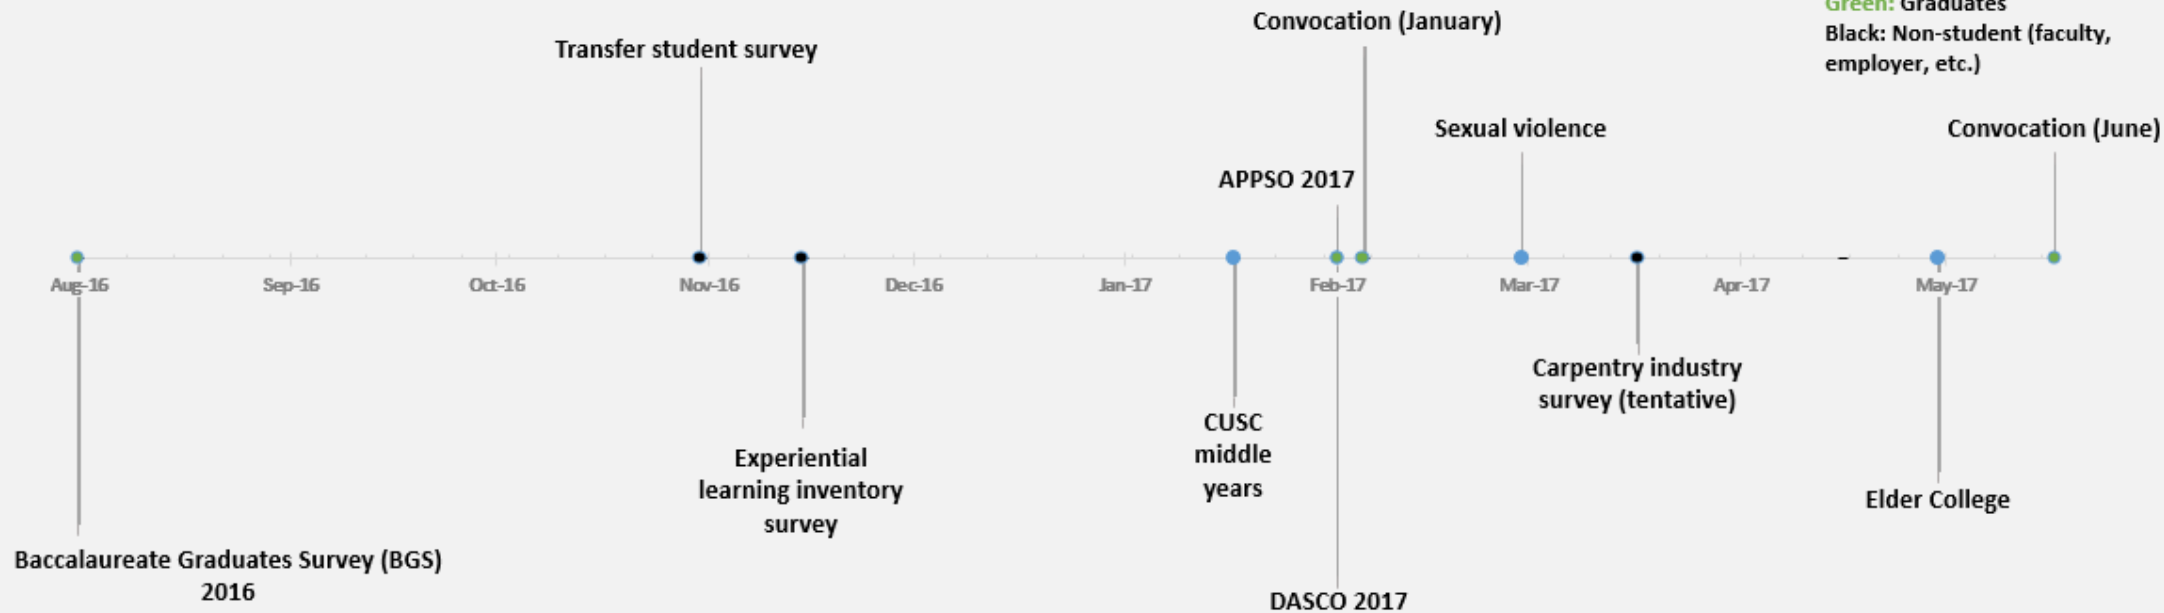 Green: Graduates
Black: Non-student (faculty,
employer, etc.)
Convocation (January)
Transfer student survey
Sexual violence
Convocation (June)
APPSO 2017
Aug-16
Sep-16
Oct-16
Nov-16
Dec-16
Jan-17
Feb-17
Mar-17
Apr-17
May-17
Carpentry industry
survey (tentative)
CUSC
middle
years
Experiential
learning inventory
survey
Elder College
Baccalaureate Graduates Survey (BGS)
2016
DASCO 2017